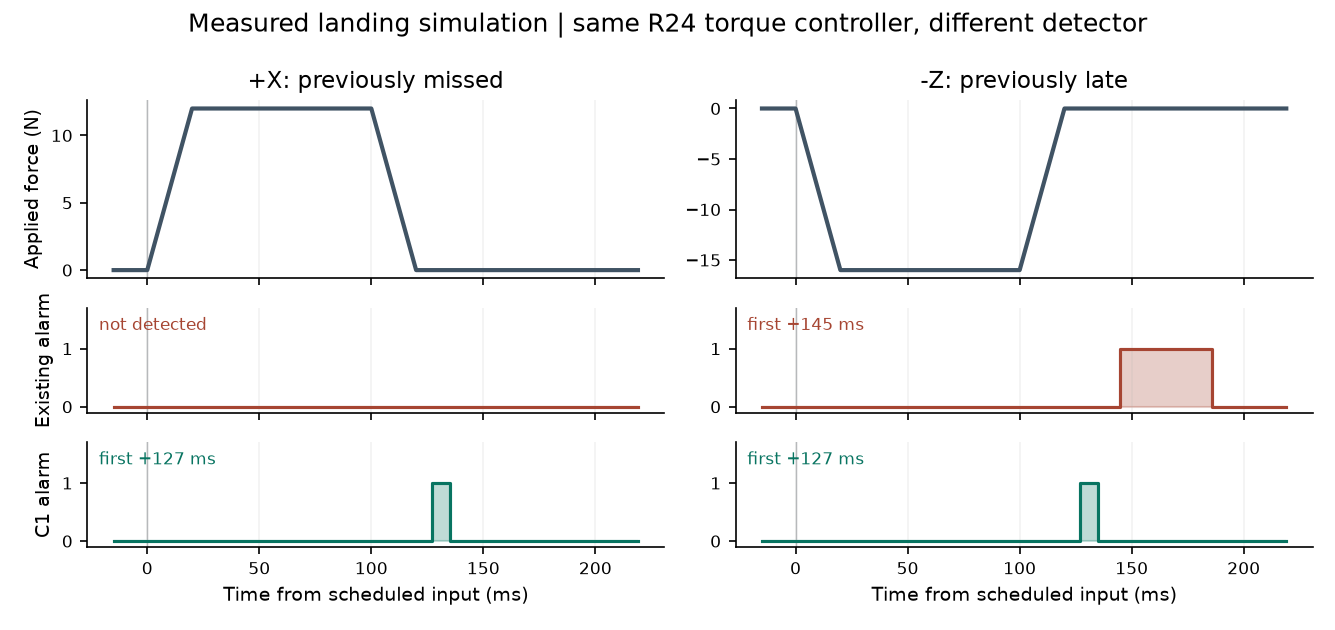 Measured landing simulation | same R24 torque controller, different detector
+X: previously missed
-Z: previously late
Applied force (N)
10
5
0
0
−5
−10
−15
Existing alarm
not detected
1
0
first +145 ms
1
0
C1 alarm
first +127 ms
1
0
first +127 ms
1
0
0 50 100 150 200
0 50 100 150 200
Time from scheduled input (ms)
Time from scheduled input (ms)